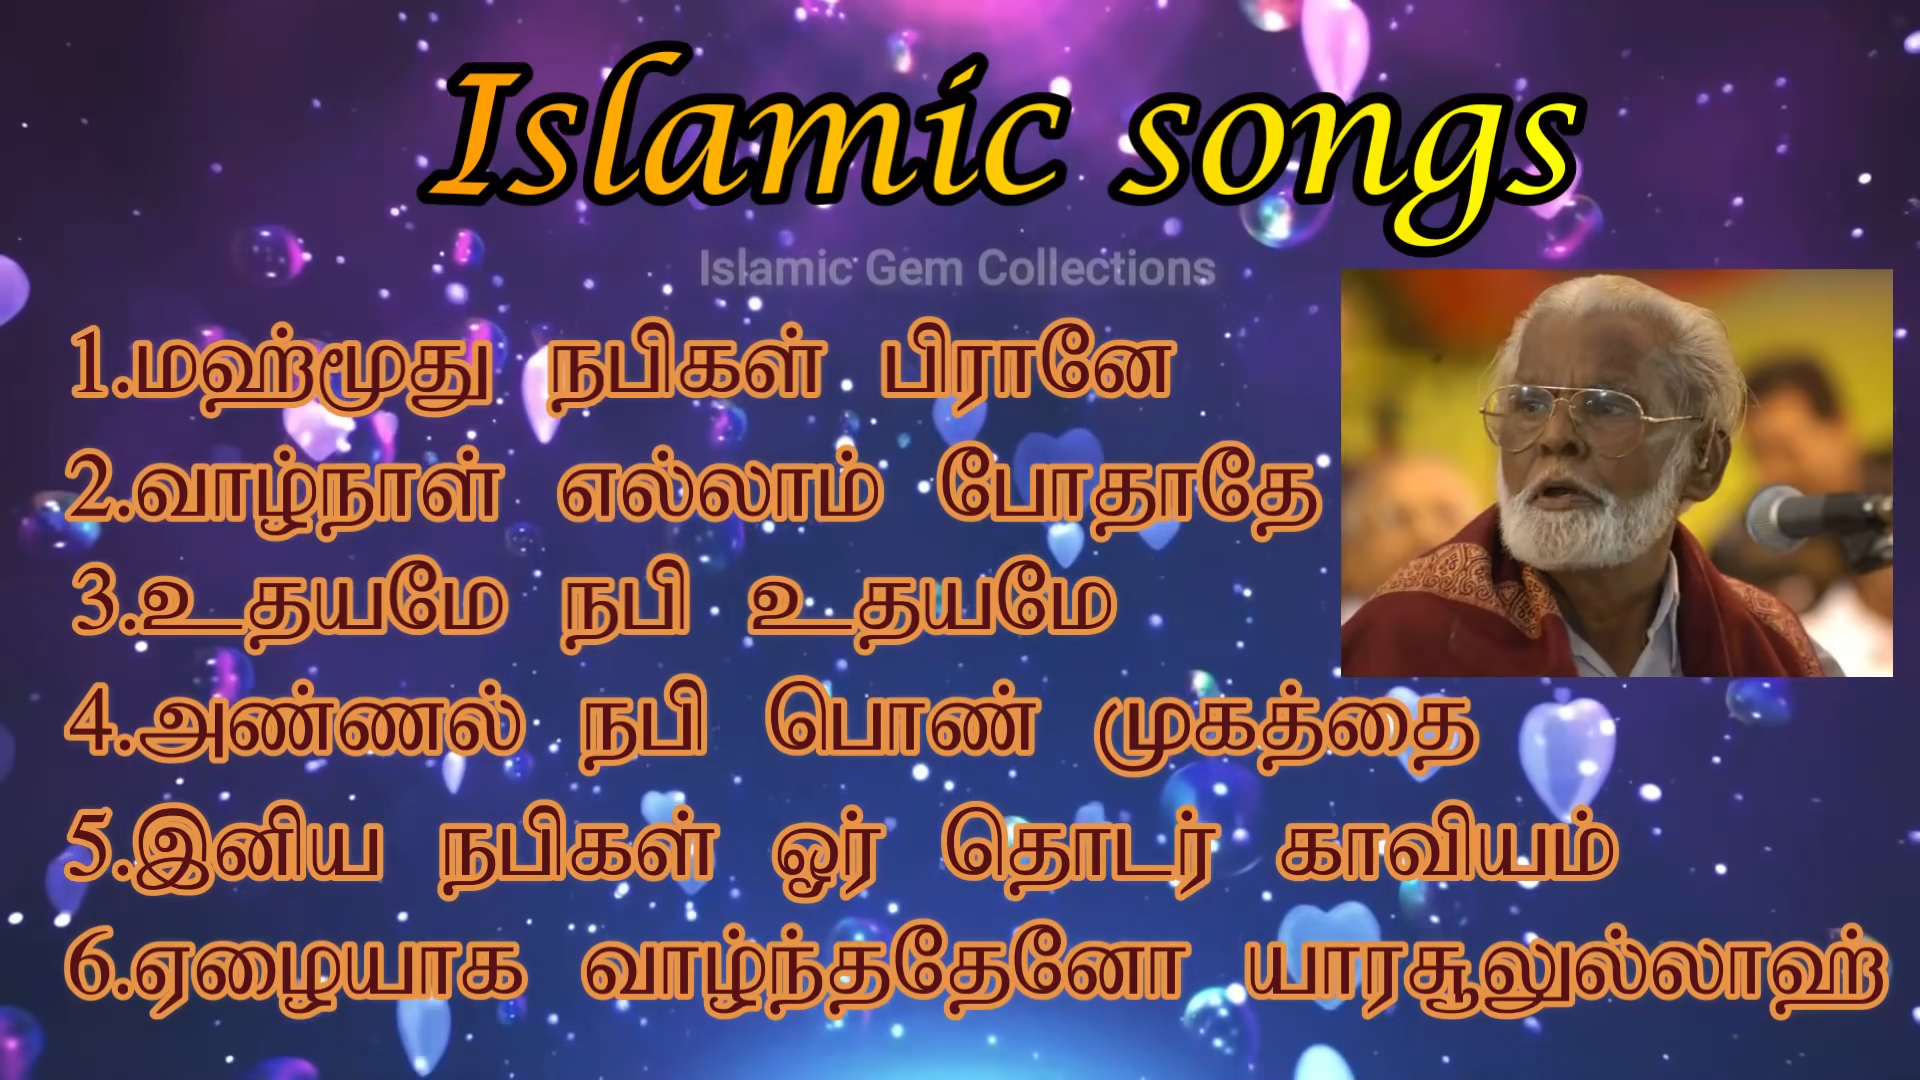 Islamic songs
Islamic Gem Collections
1.மஹ்மூது நபிகள் பிரானே
2.வாழ்நாள் எல்லாம் போதாதே
3.உதயமே நபி உதயமே
4.அண்ணல் நபி பொண் முகத்தை
5.இனிய நபிகள் ஓர் தொடர் காவியம்
6.ஏழையாக வாழ்ந்ததேனோ யாரசூலுல்லாஹ்